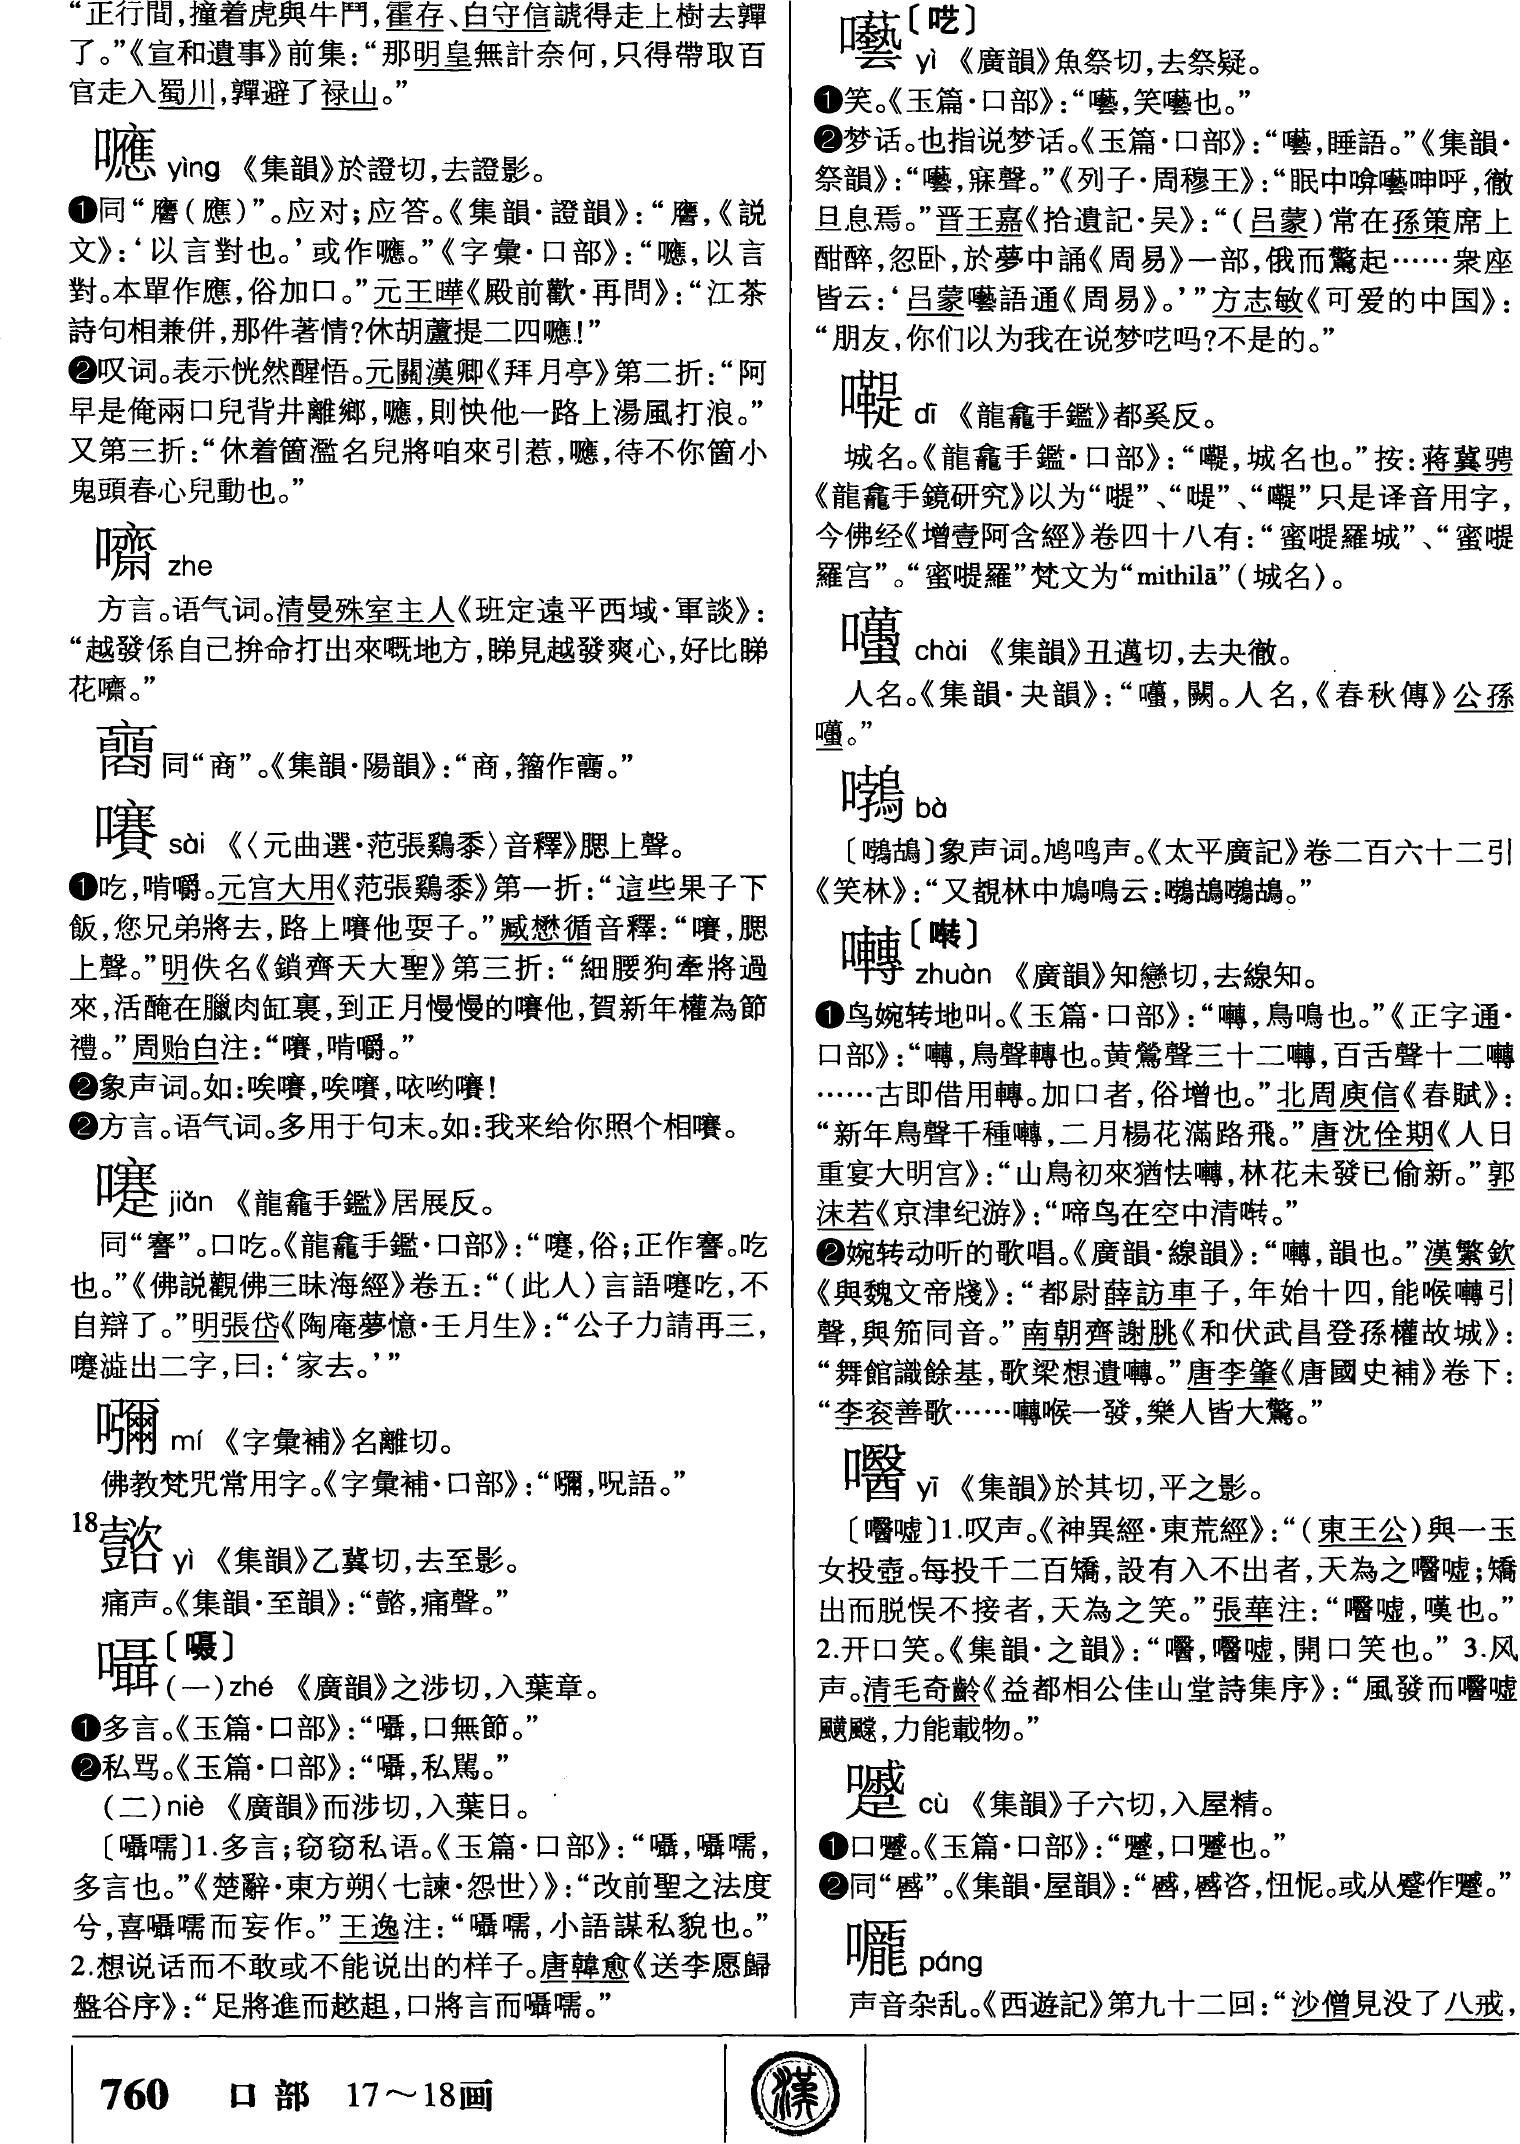 “正行間，撞着虎與牛鬥，霍存、白守信諕得走上樹去嚲
了。”《宣和遺事》前集：“那明皇無計奈何，只得帶取百
官走入蜀川，嚲避了禄山。”
噟 yìng 《集韻》於證切，去證影。
❶同“譍（應）”。应对；应答。《集韻·證韻》：“譍，《説
文》：‘以言對也。’或作噟。”《字彙·口部》：“噟，以言
對。本單作應，俗加口。”元王曄《殿前歡·再問》：“江茶
詩句相兼併，那件著情？休胡蘆提二四噟！”
❷叹词。表示恍然醒悟。元關漢卿《拜月亭》第二折：“阿
早是俺兩口兒背井離鄉，噟，則怏他一路上湯風打浪。”
又第三折：“休着箇濫名兒將咱來引惹，噟，待不你箇小
鬼頭春心兒動也。”
嚌 zhe
方言。语气词。清曼殊室主人《班定遠平西域·軍談》：
“越發係自己拚命打出來嘅地方，睇見越發爽心，好比睇
花嚌。”
同“商”。《集韻·陽韻》：“商，籀作𠾃。”
嚽 sài 《〈元曲選·范張鷄黍〉音釋》腮上聲。
❶吃，啃嚼。元宫大用《范張鷄黍》第一折：“這些果子下
飯，您兄弟將去，路上嚽他耍子。”臧懋循音釋：“嚽，腮
上聲。”明佚名《鎖齊天大聖》第三折：“細腰狗牽將過
來，活醃在臘肉缸裏，到正月慢慢的嚽他，賀新年權為節
禮。”周贻白注：“嚽，啃嚼。”
❷象声词。如：唉嚽，唉嚽，咴哟嚽！
❷方言。语气词。多用于句末。如：我来给你照个相嚽。
jiǎn 《龍龕手鑑》居展反。
同“謇”。口吃。《龍龕手鑑·口部》：“，俗；正作謇。吃
也。”《佛説觀佛三昧海經》卷五：“（此人）言語吃，不
自辯了。”明張岱《陶庵夢憶·王月生》：“公子力請再三，
澁出二字，曰：‘家去。’”
嚩 mí 《字彙補》名離切。
佛教梵咒常用字。《字彙補·口部》：“，呪語。”
18 yì 《集韻》乙冀切，去至影。
痛声。《集韻·至韻》：“，痛聲。”
囁〔嗫〕
（一）zhé 《廣韻》之涉切，入葉章。
❶多言。《玉篇·口部》：“囁，口無節。”
❷私骂。《玉篇·口部》：“囁，私駡。”
（二）niè 《廣韻》而涉切，入葉日。
〔囁嚅〕1.多言；窃窃私语。《玉篇·口部》：“囁，囁嚅，
多言也。”《楚辭·東方朔〈七諫·怨世〉》：“改前聖之法度
兮，喜囁嚅而妄作。”王逸注：“囁嚅，小語謀私貌也。”
2.想说话而不敢或不能说出的样子。唐韓愈《送李愿歸
盤谷序》：“足將進而趑趄，口將言而囁嚅。”
囈〔呓〕
yì 《廣韻》魚祭切，去祭疑。
❶笑。《玉篇·口部》：“囈，笑囈也。”
❷梦话。也指说梦话。《玉篇·口部》：“囈，睡語。”《集韻·
祭韻》：“囈，寐聲。”《列子·周穆王》：“眠中啽囈呻呼，徹
旦息焉。”晋王嘉《拾遺記·吴》：“（吕蒙）常在孫策席上
酣醉，忽卧，於夢中誦《周易》一部，俄而驚起……衆座
皆云：‘吕蒙囈語通《周易》。’”方志敏《可爱的中国》：
“朋友，你们以为我在说梦呓吗？不是的。”
dī 《龍龕手鑑》都奚反。
城名。《龍龕手鑑·口部》：“，城名也。”按：蒋冀骋
《龍龕手鏡研究》以为“”、“”、“”只是译音用字，
今佛经《增壹阿含經》卷四十八有：“蜜㖷羅城”、“蜜㖷
羅宫”。“蜜㖷羅”梵文为“mithilā”（城名）。
囆 chài 《集韻》丑邁切，去夬徹。
人名。《集韻·夬韻》：“囆，闕。人名，《春秋傳》公孫
囆。”
bà
〔鴣〕象声词。鸠鸣声。《太平廣記》卷二百六十二引
《笑林》：“又覩林中鳩鳴云：鴣鴣。”
囀〔啭〕
zhuàn 《廣韻》知戀切，去線知。
❶鸟婉转地叫。《玉篇·口部》：“囀，鳥鳴也。”《正字通·
口部》：“囀，鳥聲轉也。黄鶯聲三十二囀，百舌聲十二囀
……古即借用轉。加口者，俗增也。”北周庾信《春賦》：
“新年鳥聲千種囀，二月楊花滿路飛。”唐沈佺期《人日
重宴大明宫》：“山鳥初來猶怯囀，林花未發已偷新。”郭
沫若《京津纪游》：“啼鸟在空中清啭。”
❷婉转动听的歌唱。《廣韻·線韻》：“囀，韻也。”漢繁欽
《與魏文帝牋》：“都尉薛訪車子，年始十四，能喉囀引
聲，與笳同音。”南朝齊謝朓《和伏武昌登孫權故城》：
“舞館識餘基，歌梁想遺囀。”唐李肇《唐國史補》卷下：
“李衮善歌……囀喉一發，樂人皆大驚。”
㘈 yī 《集韻》於其切，平之影。
〔㘈嘘〕1.叹声。《神異經·東荒經》：“（東王公）與一玉
女投壺。每投千二百矯，設有入不出者，天為之㘈嘘；矯
出而脱悮不接者，天為之笑。”張華注：“㘈嘘，嘆也。”
2.开口笑。《集韻·之韻》：“㘈，㘈嘘，開口笑也。” 3.风
声。清毛奇齡《益都相公佳山堂詩集序》：“風發而㘈嘘
飉，力能載物。”
cù 《集韻》子六切，入屋精。
❶口蹙。《玉篇·口部》：“，口也。”
❷同“慼”。《集韻·屋韻》：“，咨，忸怩。或从蹙作。”
páng
声音杂乱。《西遊記》第九十二回：“沙僧見没了八戒，
760 口部 17～18画
漢